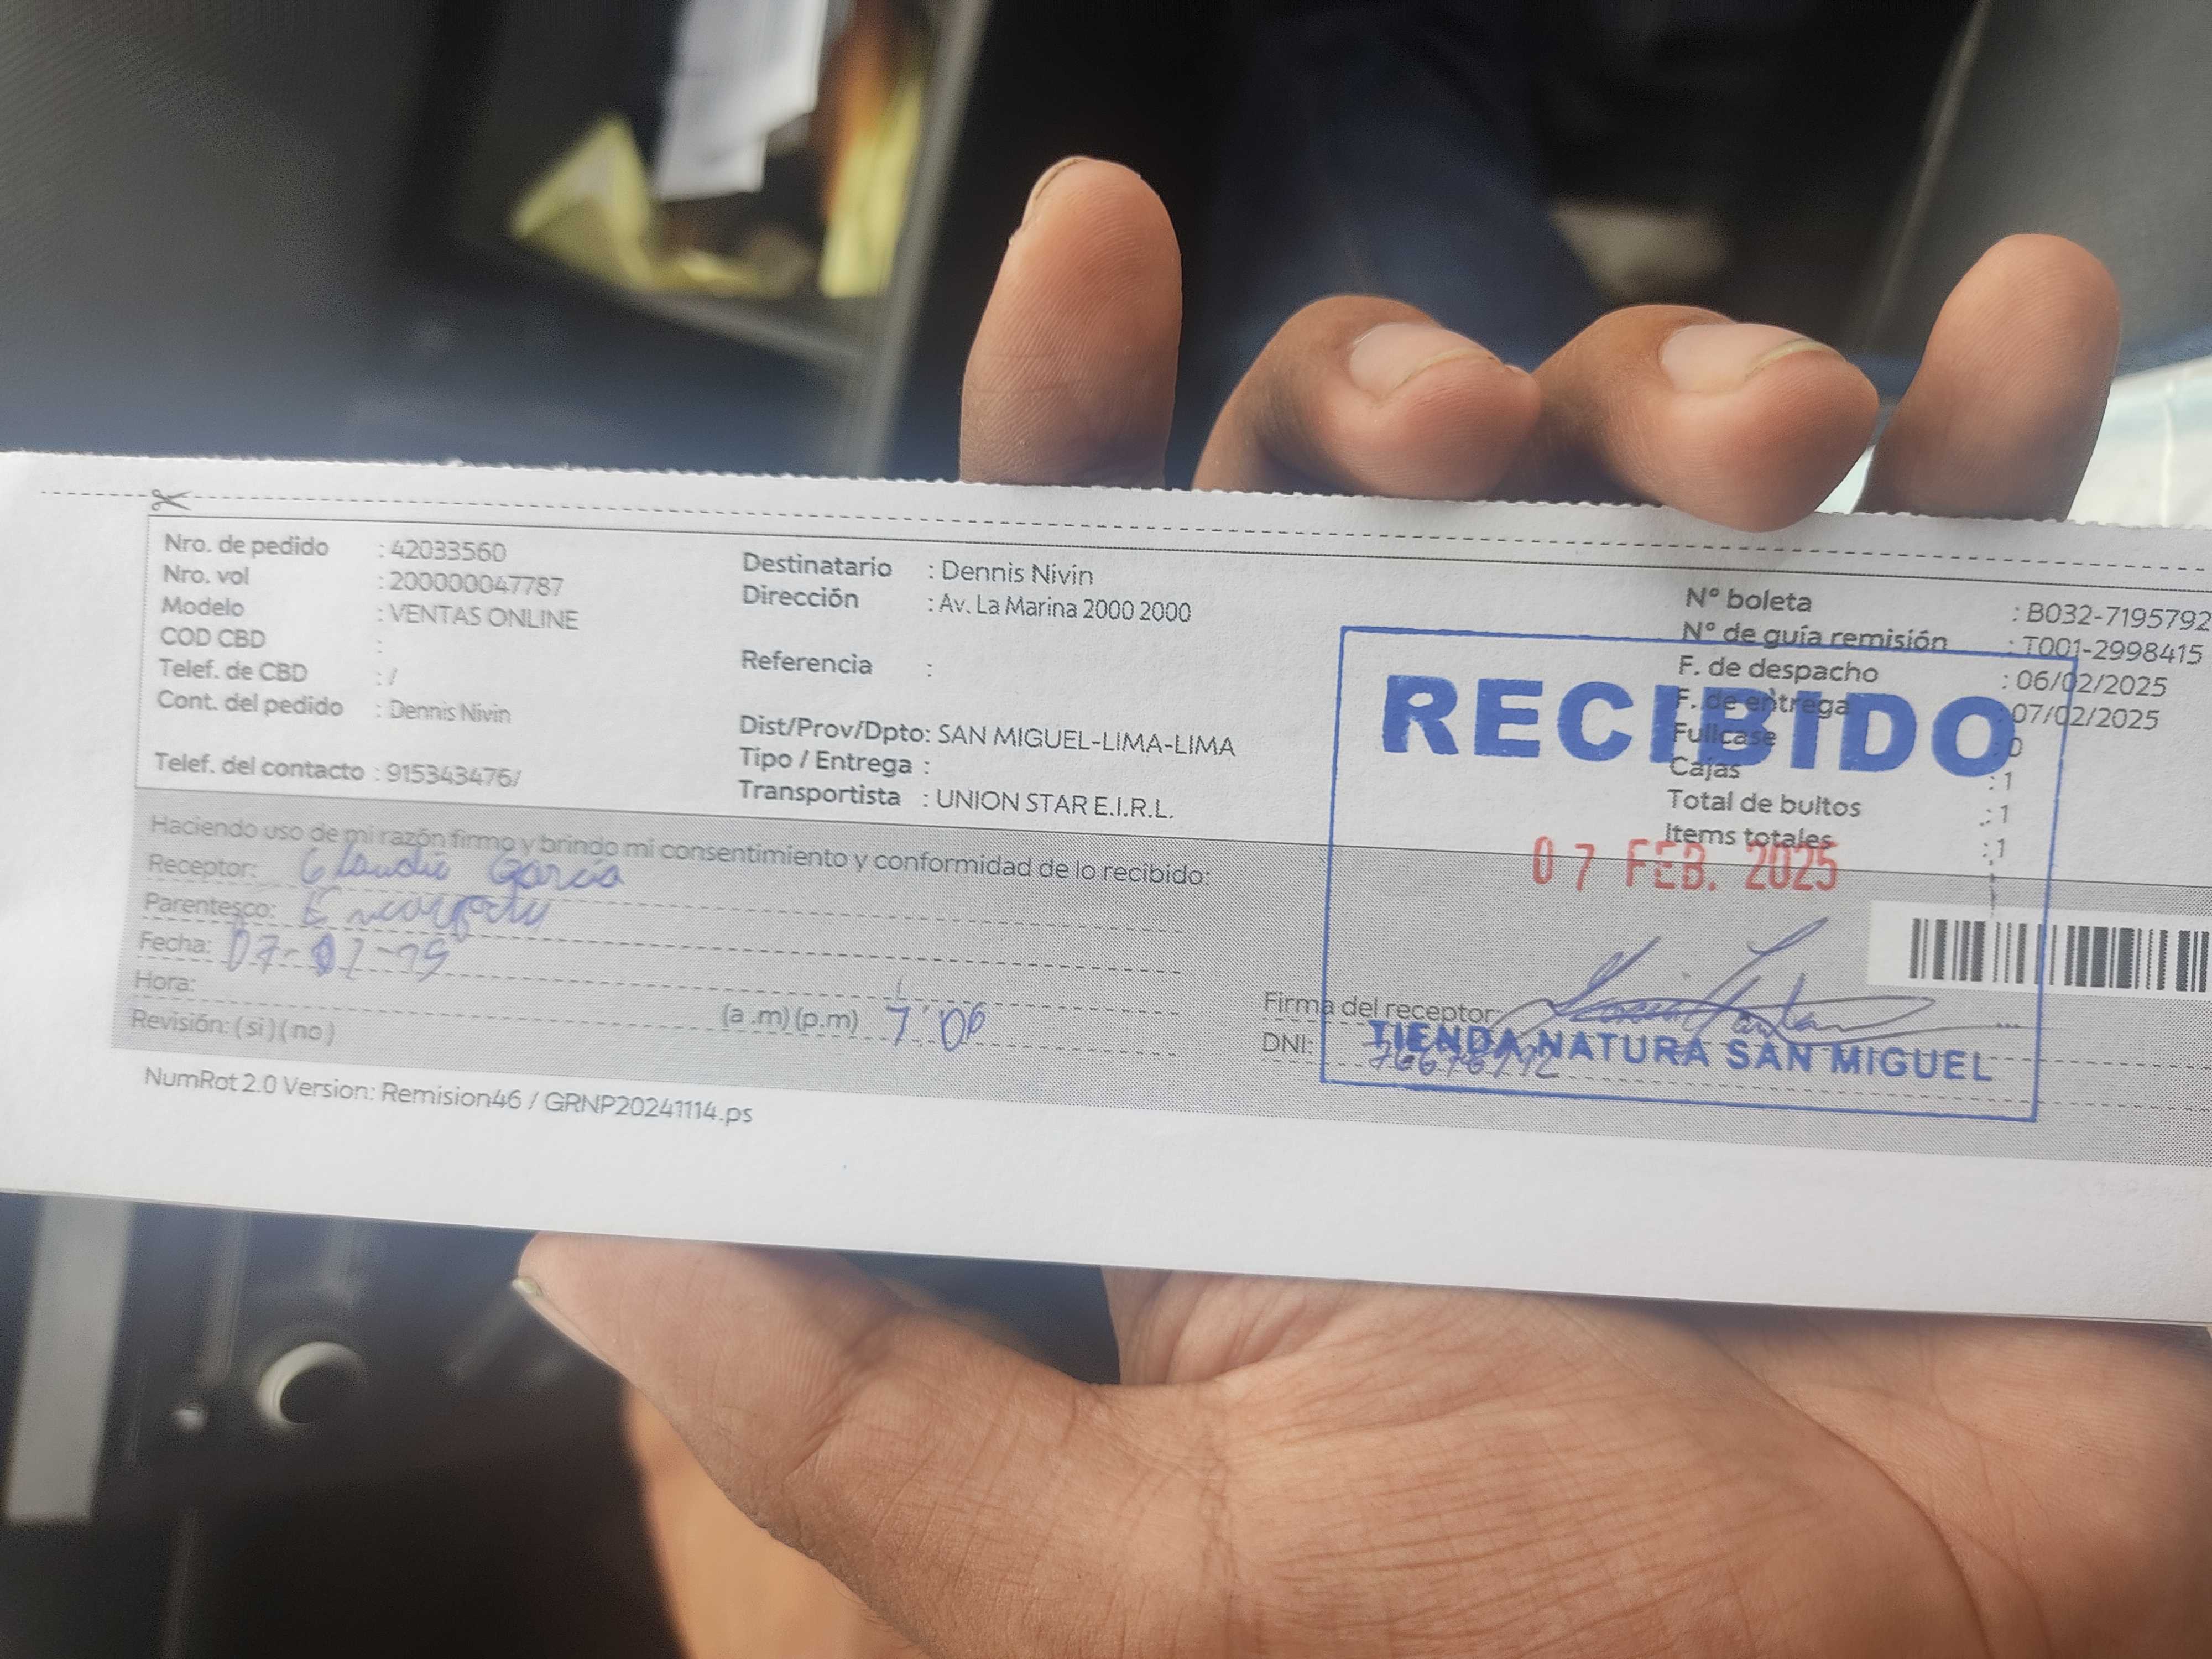 Nro. de pedido : 42033560
Nro. vol : 200000047787
Modelo : VENTAS ONLINE
COD CBD :
Telef. de CBD : /
Cont. del pedido : Dennis Nivin
Telef. del contacto : 915343476/
Destinatario : Dennis Nivin
Dirección : Av. La Marina 2000 2000
Referencia :
Dist/Prov/Dpto: SAN MIGUEL-LIMA-LIMA
Tipo / Entrega :
Transportista : UNION STAR E.I.R.L.
Nº boleta : B032-7195792
Nº de guía remisión : T001-2998415
F. de despacho : 06/02/2025
F. de entrega : 07/02/2025
Fullcase : 0
Cajas : 1
Total de bultos : 1
Items totales : 1
RECIBIDO
07 FEB. 2025
TIENDA NATURA SAN MIGUEL
Haciendo uso de mi razón firmo y brindo mi consentimiento y conformidad de lo recibido:
Receptor: Claudia García
Parentesco:
Fecha:
Hora: (a.m)(p.m) 7:06
Revisión: ( si ) ( no )
Firma del receptor:
DNI:
NumRot 2.0 Version: Remision46 / GRNP20241114.ps